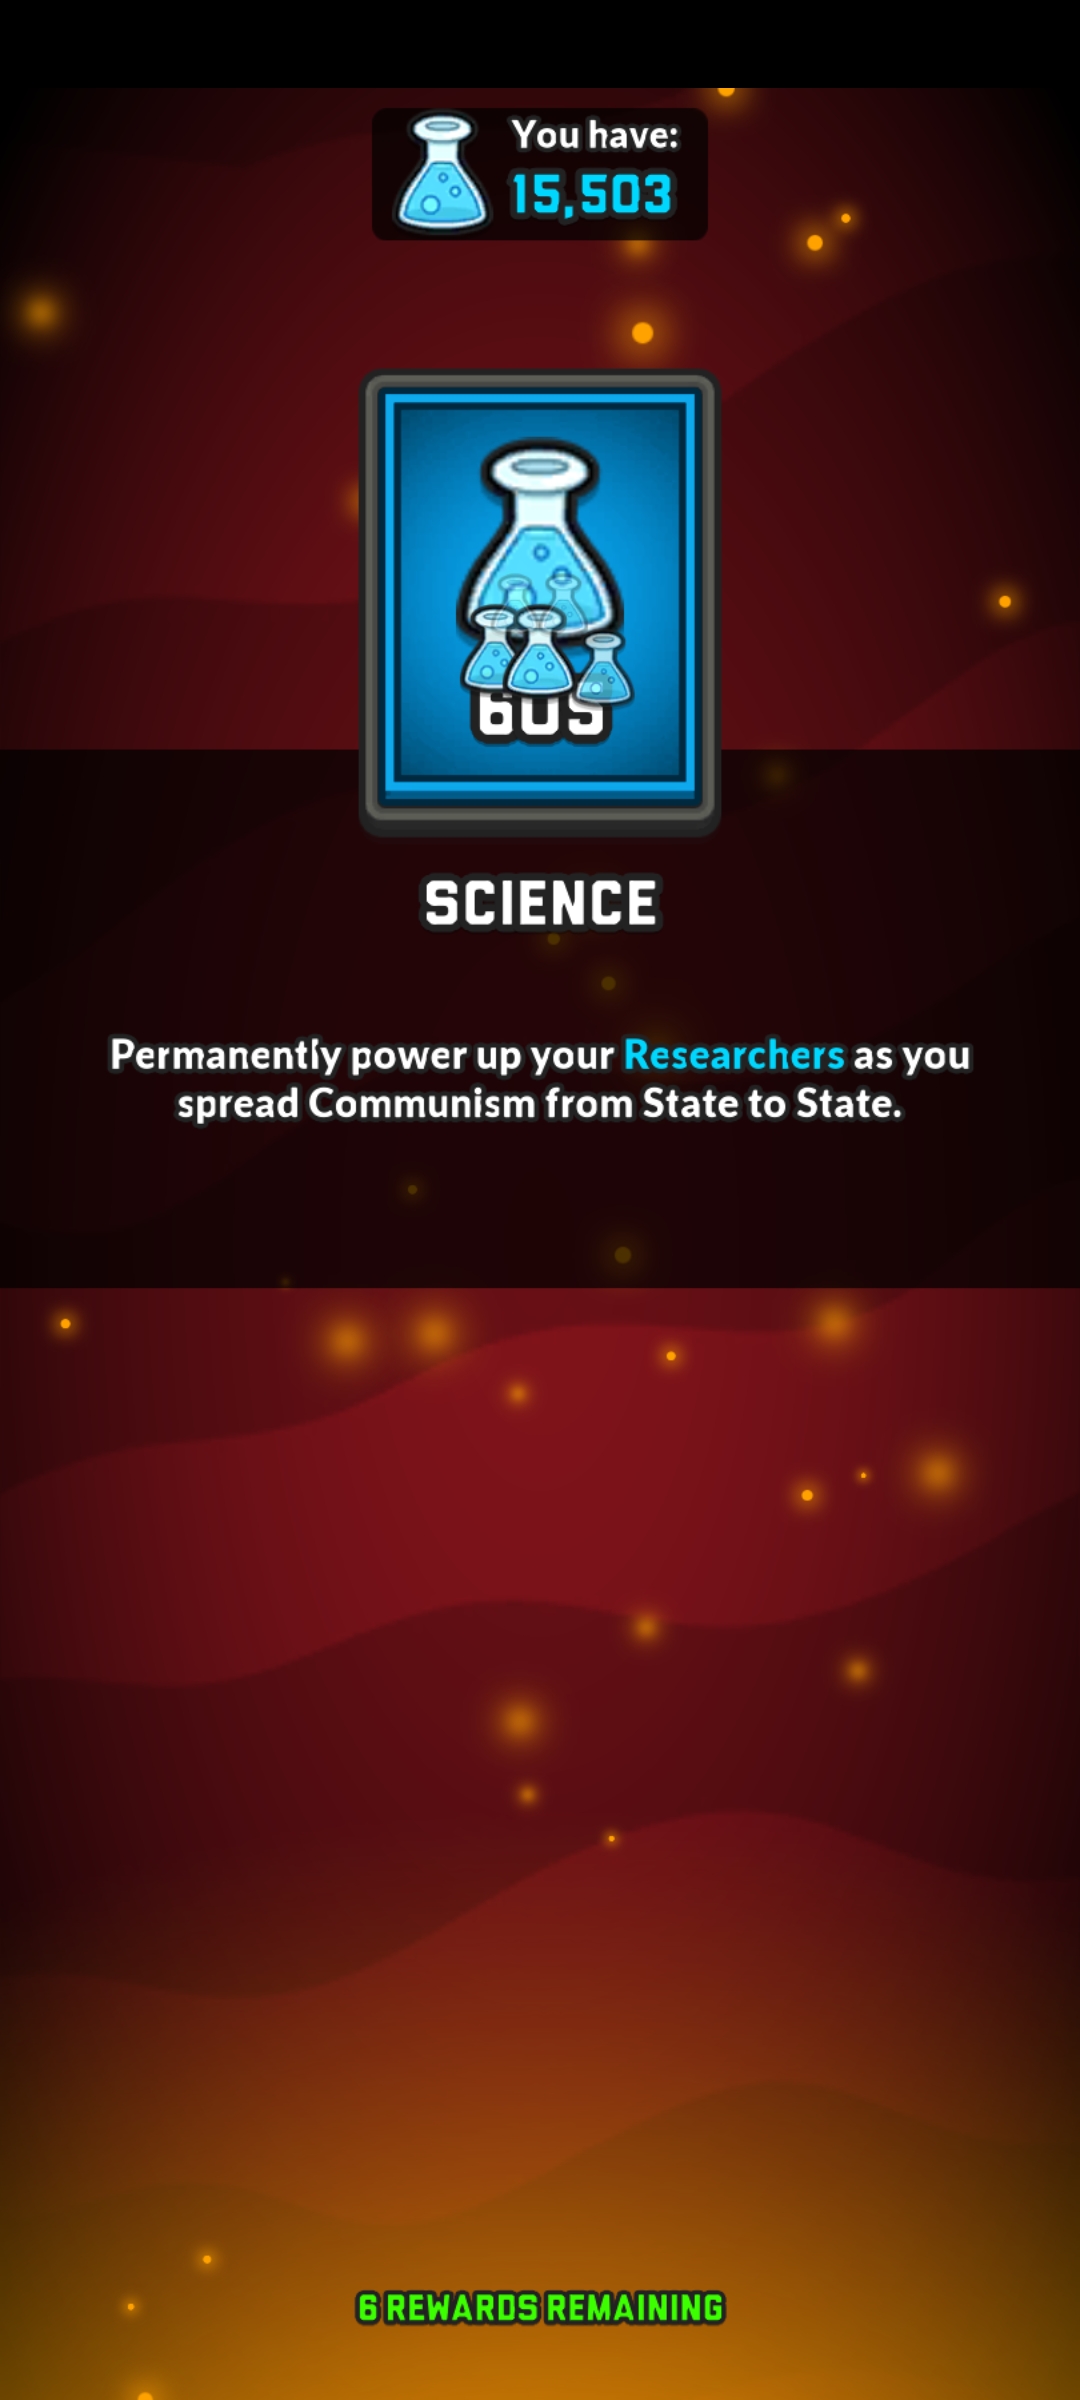 You have:
15,503
605
SCIENCE
Permanently power up your Researchers as you
spread Communism from State to State.
6 REWARDS REMAINING